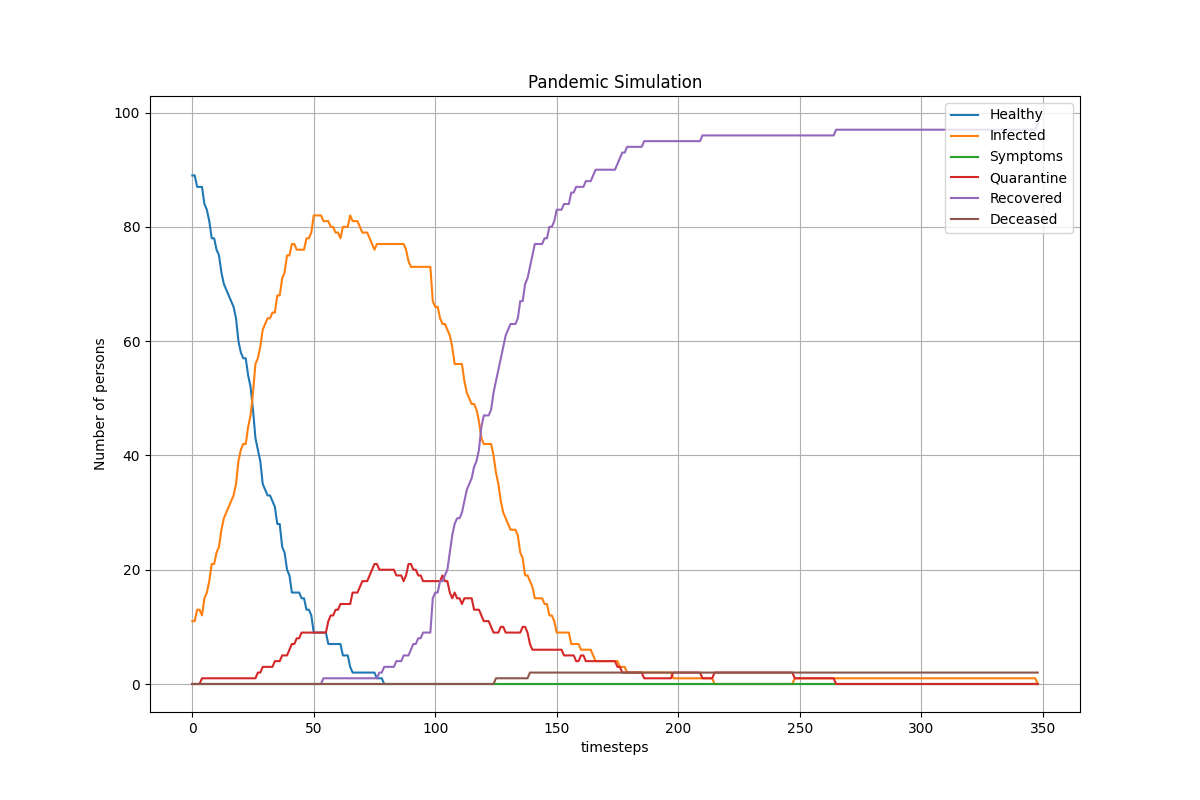 Pandemic Simulation
Number of persons
100
80
60
40
20
0
Healthy
Infected
Symptoms
Quarantine
Recovered
Deceased
0 50 100 150 200 250 300 350
timesteps